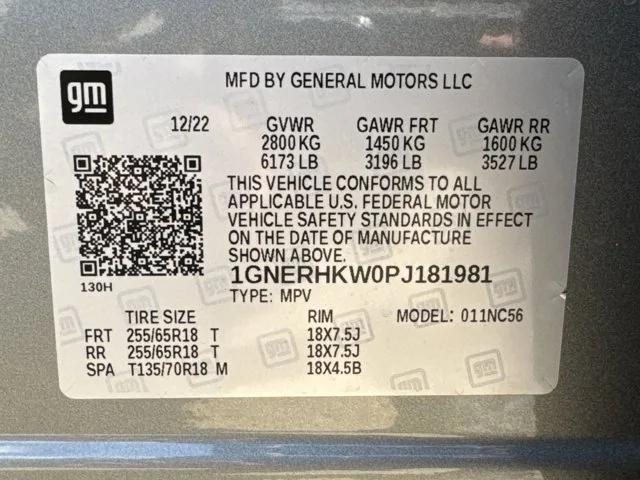 gm
MFD BY GENERAL MOTORS LLC
12/22 GVWR GAWR FRT GAWR RR
2800 KG 1450 KG 1600 KG
6173 LB 3196 LB 3527 LB
THIS VEHICLE CONFORMS TO ALL
APPLICABLE U.S. FEDERAL MOTOR
VEHICLE SAFETY STANDARDS IN EFFECT
ON THE DATE OF MANUFACTURE
SHOWN ABOVE.
130H
1GNERHKW0PJ181981
TYPE: MPV
TIRE SIZE RIM MODEL: 011NC56
FRT 255/65R18 T 18X7.5J
RR 255/65R18 T 18X7.5J
SPA T135/70R18 M 18X4.5B